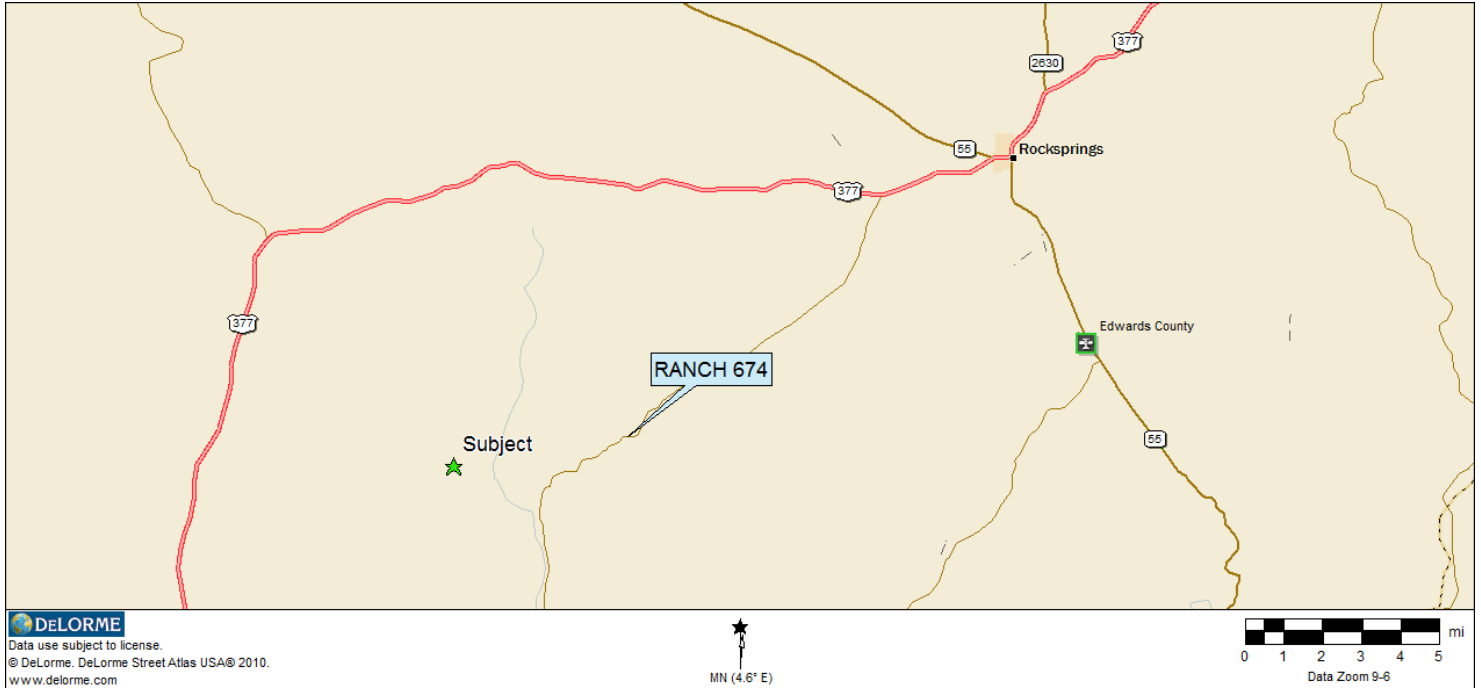 377
2630
55
Rocksprings
377
Edwards County
377
RANCH 674
Subject
55
DELORME
Data use subject to license.
© DeLorme. DeLorme Street Atlas USA® 2010.
www.delorme.com
MN (4.6° E)
mi
0 1 2 3 4 5
Data Zoom 9-6